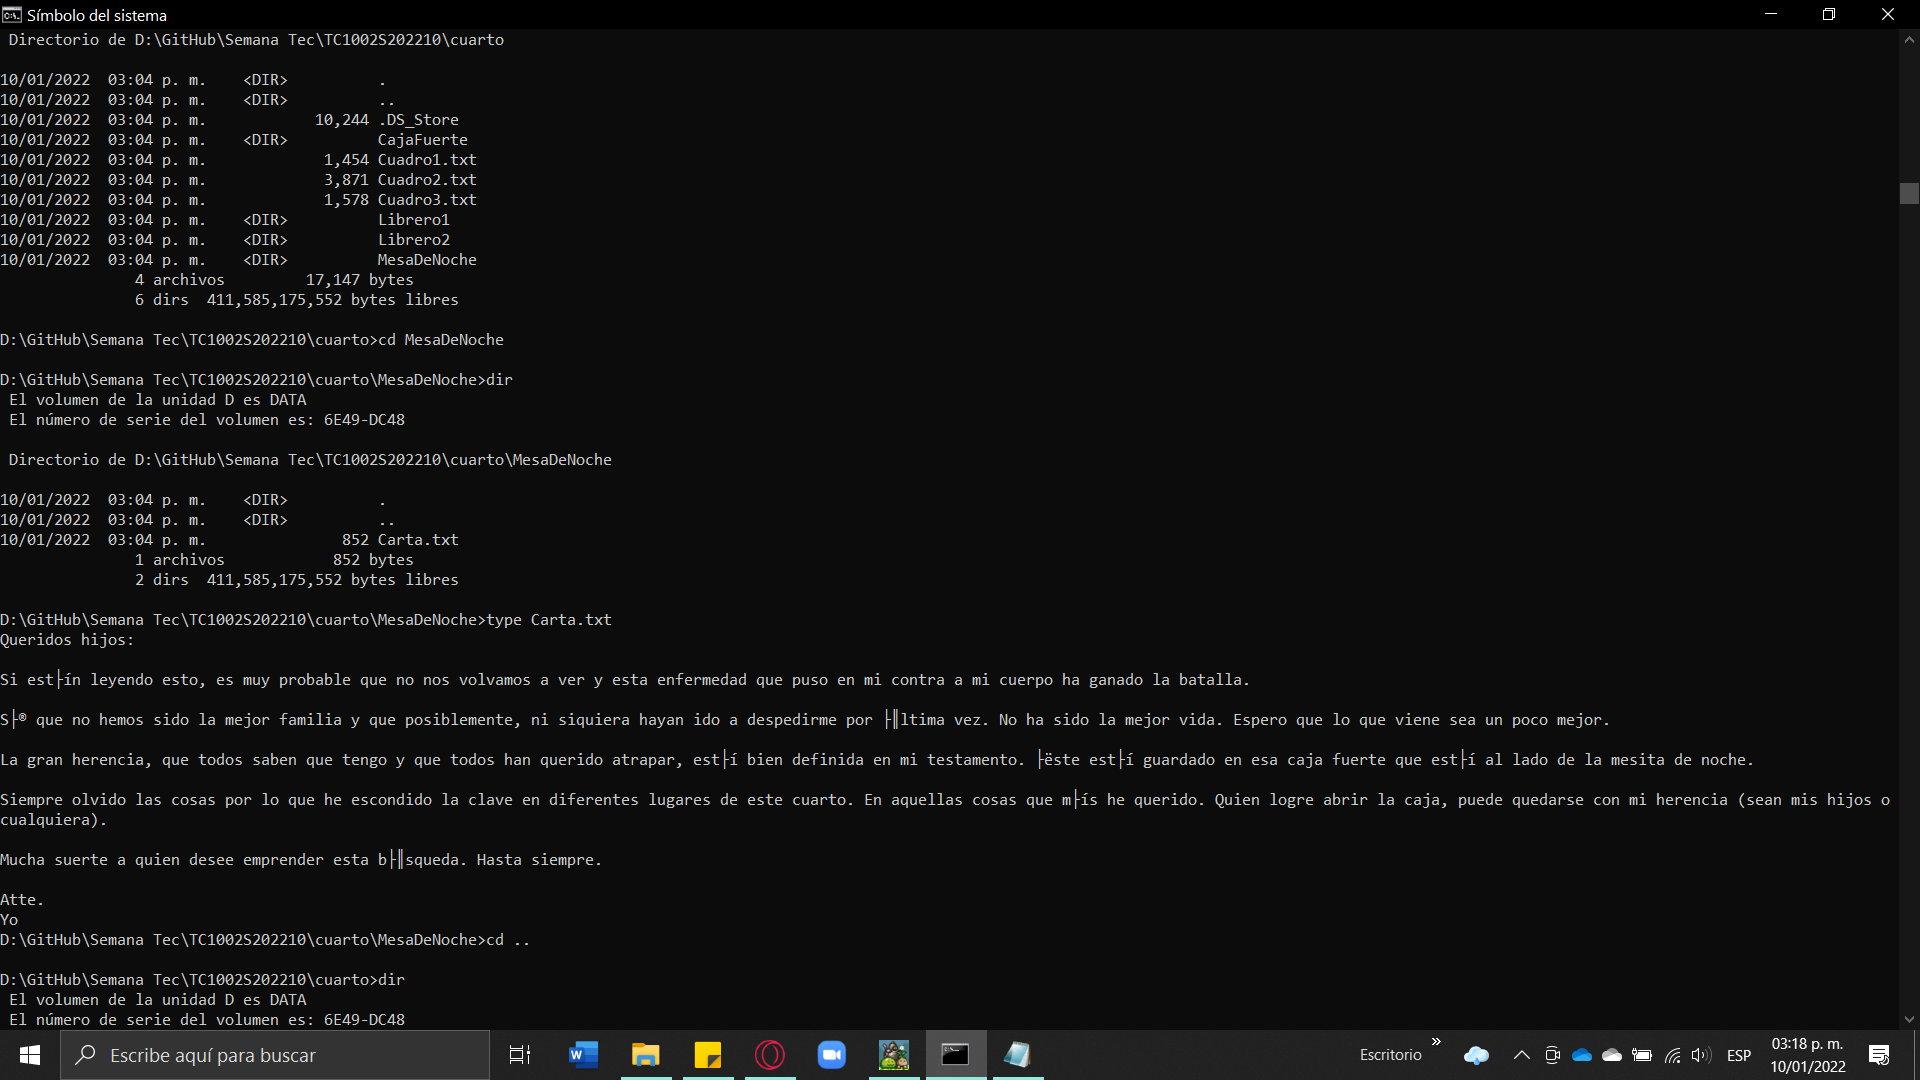 Símbolo del sistema
Directorio de D:\GitHub\Semana Tec\TC1002S202210\cuarto
10/01/2022  03:04 p. m.    <DIR>          .
10/01/2022  03:04 p. m.    <DIR>          ..
10/01/2022  03:04 p. m.            10,244 .DS_Store
10/01/2022  03:04 p. m.    <DIR>          CajaFuerte
10/01/2022  03:04 p. m.             1,454 Cuadro1.txt
10/01/2022  03:04 p. m.             3,871 Cuadro2.txt
10/01/2022  03:04 p. m.             1,578 Cuadro3.txt
10/01/2022  03:04 p. m.    <DIR>          Librero1
10/01/2022  03:04 p. m.    <DIR>          Librero2
10/01/2022  03:04 p. m.    <DIR>          MesaDeNoche
4 archivos         17,147 bytes
6 dirs  411,585,175,552 bytes libres
D:\GitHub\Semana Tec\TC1002S202210\cuarto>cd MesaDeNoche
D:\GitHub\Semana Tec\TC1002S202210\cuarto\MesaDeNoche>dir
El volumen de la unidad D es DATA
El número de serie del volumen es: 6E49-DC48
Directorio de D:\GitHub\Semana Tec\TC1002S202210\cuarto\MesaDeNoche
10/01/2022  03:04 p. m.    <DIR>          .
10/01/2022  03:04 p. m.    <DIR>          ..
10/01/2022  03:04 p. m.               852 Carta.txt
1 archivos            852 bytes
2 dirs  411,585,175,552 bytes libres
D:\GitHub\Semana Tec\TC1002S202210\cuarto\MesaDeNoche>type Carta.txt
Queridos hijos:
Si est├ín leyendo esto, es muy probable que no nos volvamos a ver y esta enfermedad que puso en mi contra a mi cuerpo ha ganado la batalla.
S├® que no hemos sido la mejor familia y que posiblemente, ni siquiera hayan ido a despedirme por ├║ltima vez. No ha sido la mejor vida. Espero que lo que viene sea un poco mejor.
La gran herencia, que todos saben que tengo y que todos han querido atrapar, est├í bien definida en mi testamento. ├ëste est├í guardado en esa caja fuerte que est├í al lado de la mesita de noche.
Siempre olvido las cosas por lo que he escondido la clave en diferentes lugares de este cuarto. En aquellas cosas que m├ís he querido. Quien logre abrir la caja, puede quedarse con mi herencia (sean mis hijos o
cualquiera).
Mucha suerte a quien desee emprender esta b├║squeda. Hasta siempre.
Atte.
Yo
D:\GitHub\Semana Tec\TC1002S202210\cuarto\MesaDeNoche>cd ..
D:\GitHub\Semana Tec\TC1002S202210\cuarto>dir
El volumen de la unidad D es DATA
El número de serie del volumen es: 6E49-DC48
Escribe aquí para buscar
Escritorio
ESP
03:18 p. m.
10/01/2022